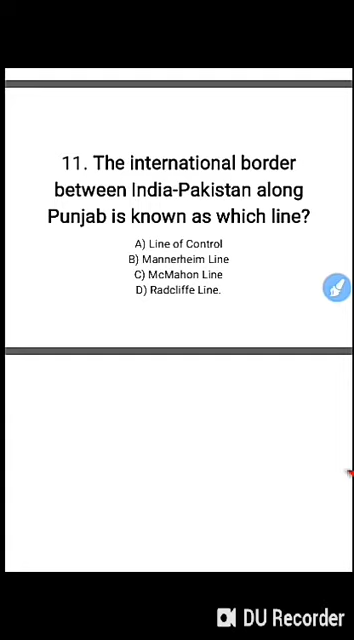 11. The international border
between India-Pakistan along
Punjab is known as which line?
A) Line of Control
B) Mannerheim Line
C) McMahon Line
D) Radcliffe Line.
DU Recorder